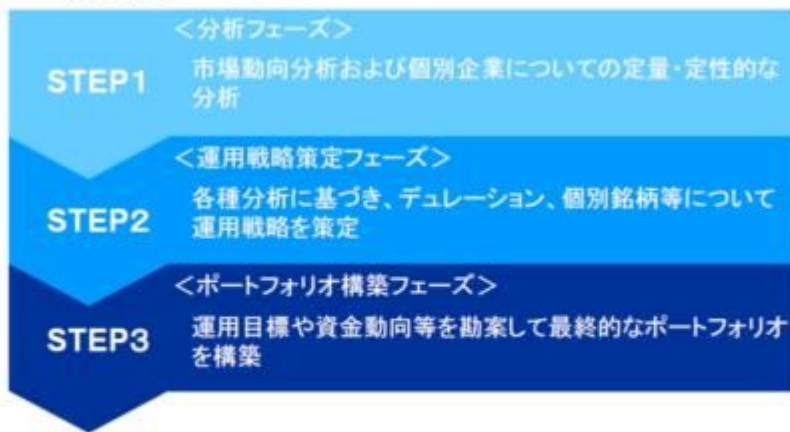 ＜分析フェーズ＞
STEP1
市場動向分析および個別企業についての定量・定性的な
分析
＜運用戦略策定フェーズ＞
STEP2
各種分析に基づき、デュレーション、個別銘柄等について
運用戦略を策定
＜ポートフォリオ構築フェーズ＞
STEP3
運用目標や資金動向等を勘案して最終的なポートフォリオ
を構築